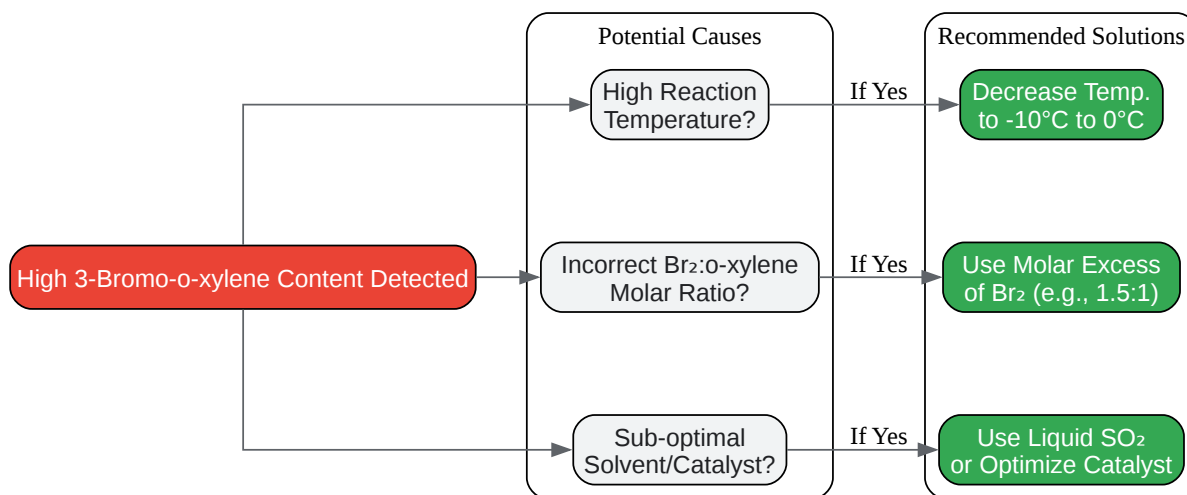 Potential Causes
Recommended Solutions
High Reaction
Temperature?
If Yes
Decrease Temp.
to -10°C to 0°C
High 3-Bromo-o-xylene Content Detected
Incorrect Br₂:o-xylene
Molar Ratio?
If Yes
Use Molar Excess
of Br₂ (e.g., 1.5:1)
Sub-optimal
Solvent/Catalyst?
If Yes
Use Liquid SO₂
or Optimize Catalyst